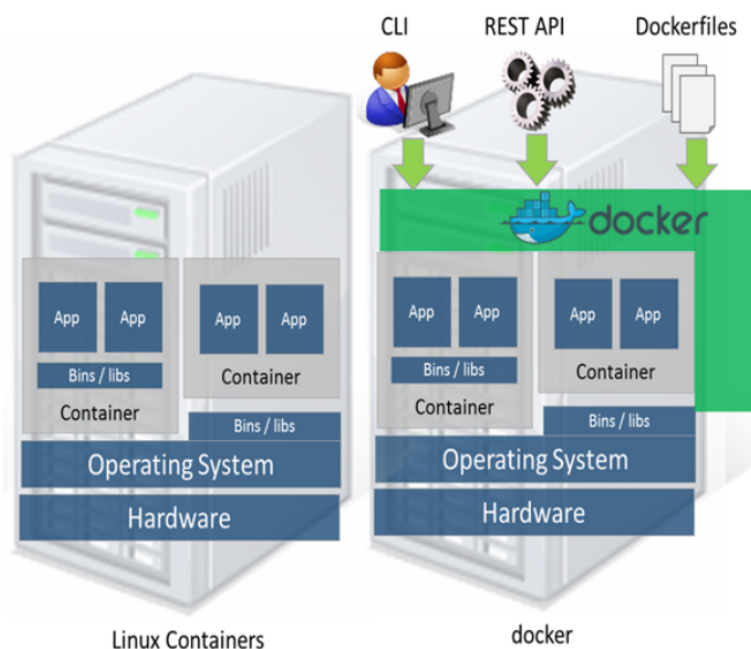 CLI REST API Dockerfiles
docker
App App App App
Bins / libs
Container
Container
Bins / libs
Operating System
Hardware
Linux Containers
App App App App
Bins / libs
Container
Container
Bins / libs
Operating System
Hardware
docker